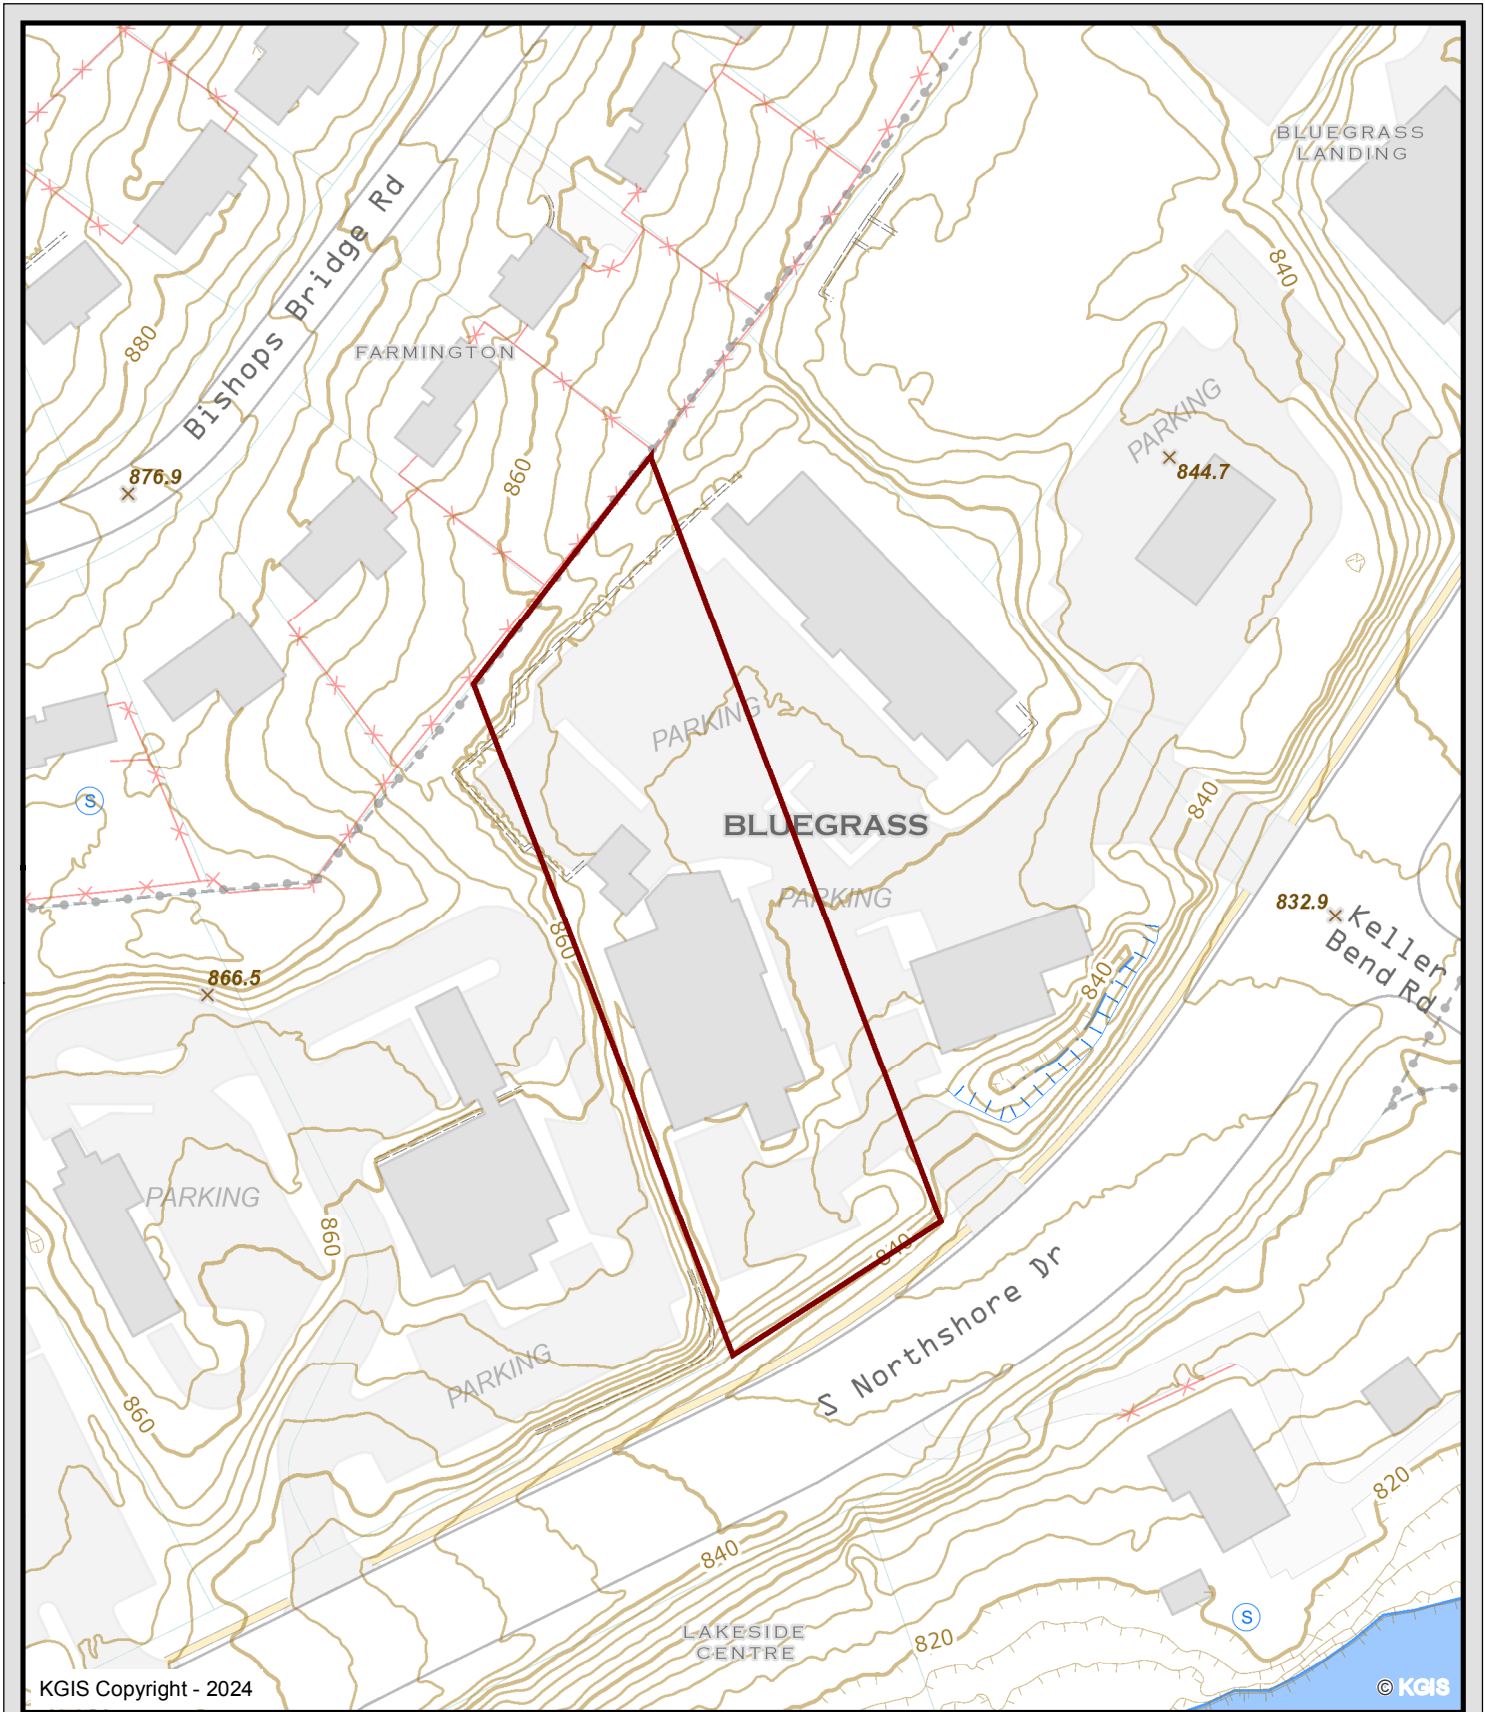 BLUEGRASS
LANDING
Bishops Bridge Rd
840
880
FARMINGTON
PARKING
844.7
860
876.9
PARKING
S
840
BLUEGRASS
PARKING
832.9
Keller
Bend Rd
860
866.5
840
PARKING
860
840
S Northshore Dr
PARKING
860
820
840
S
LAKESIDE
CENTRE
820
KGIS Copyright - 2024
© KGIS